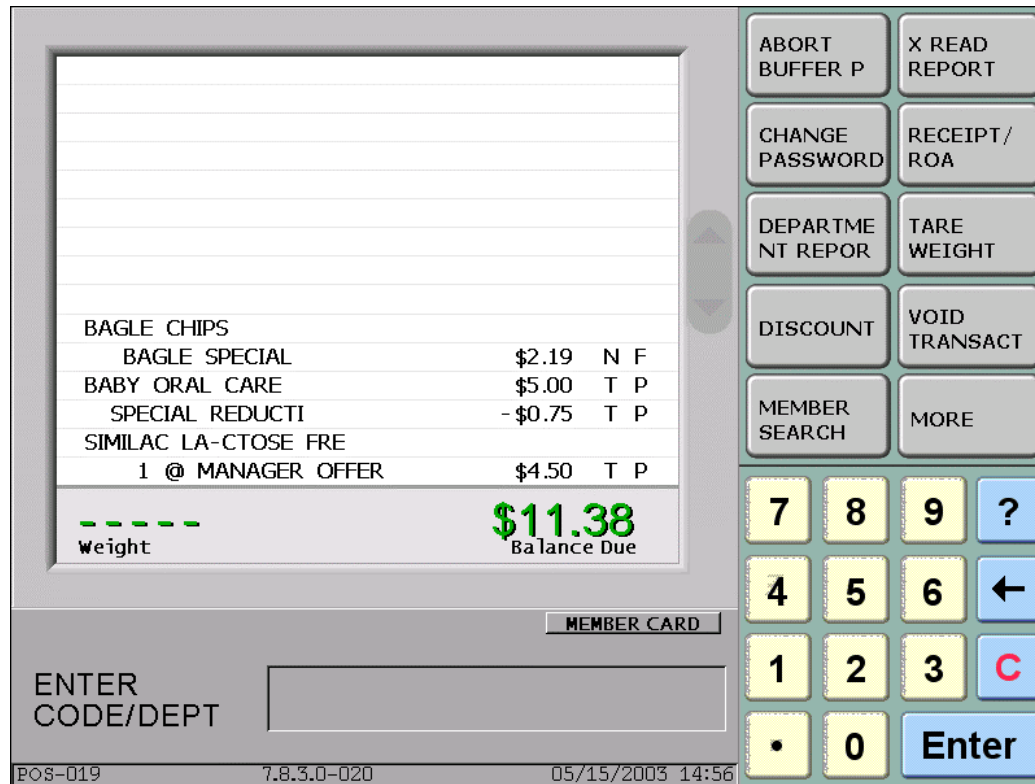 BAGLE CHIPS
BAGLE SPECIAL $2.19 N F
BABY ORAL CARE $5.00 T P
SPECIAL REDUCTI -$0.75 T P
SIMILAC LA-CTOSE FRE
1 @ MANAGER OFFER $4.50 T P
----- $11.38
Weight Balance Due
MEMBER CARD
ENTER
CODE/DEPT
POS-019 7.8.3.0-020 05/15/2003 14:56
ABORT
BUFFER P
X READ
REPORT
CHANGE
PASSWORD
RECEIPT/
ROA
DEPARTME
NT REPOR
TARE
WEIGHT
DISCOUNT
VOID
TRANSACT
MEMBER
SEARCH
MORE
7 8 9 ?
4 5 6 ←
1 2 3 C
. 0 Enter